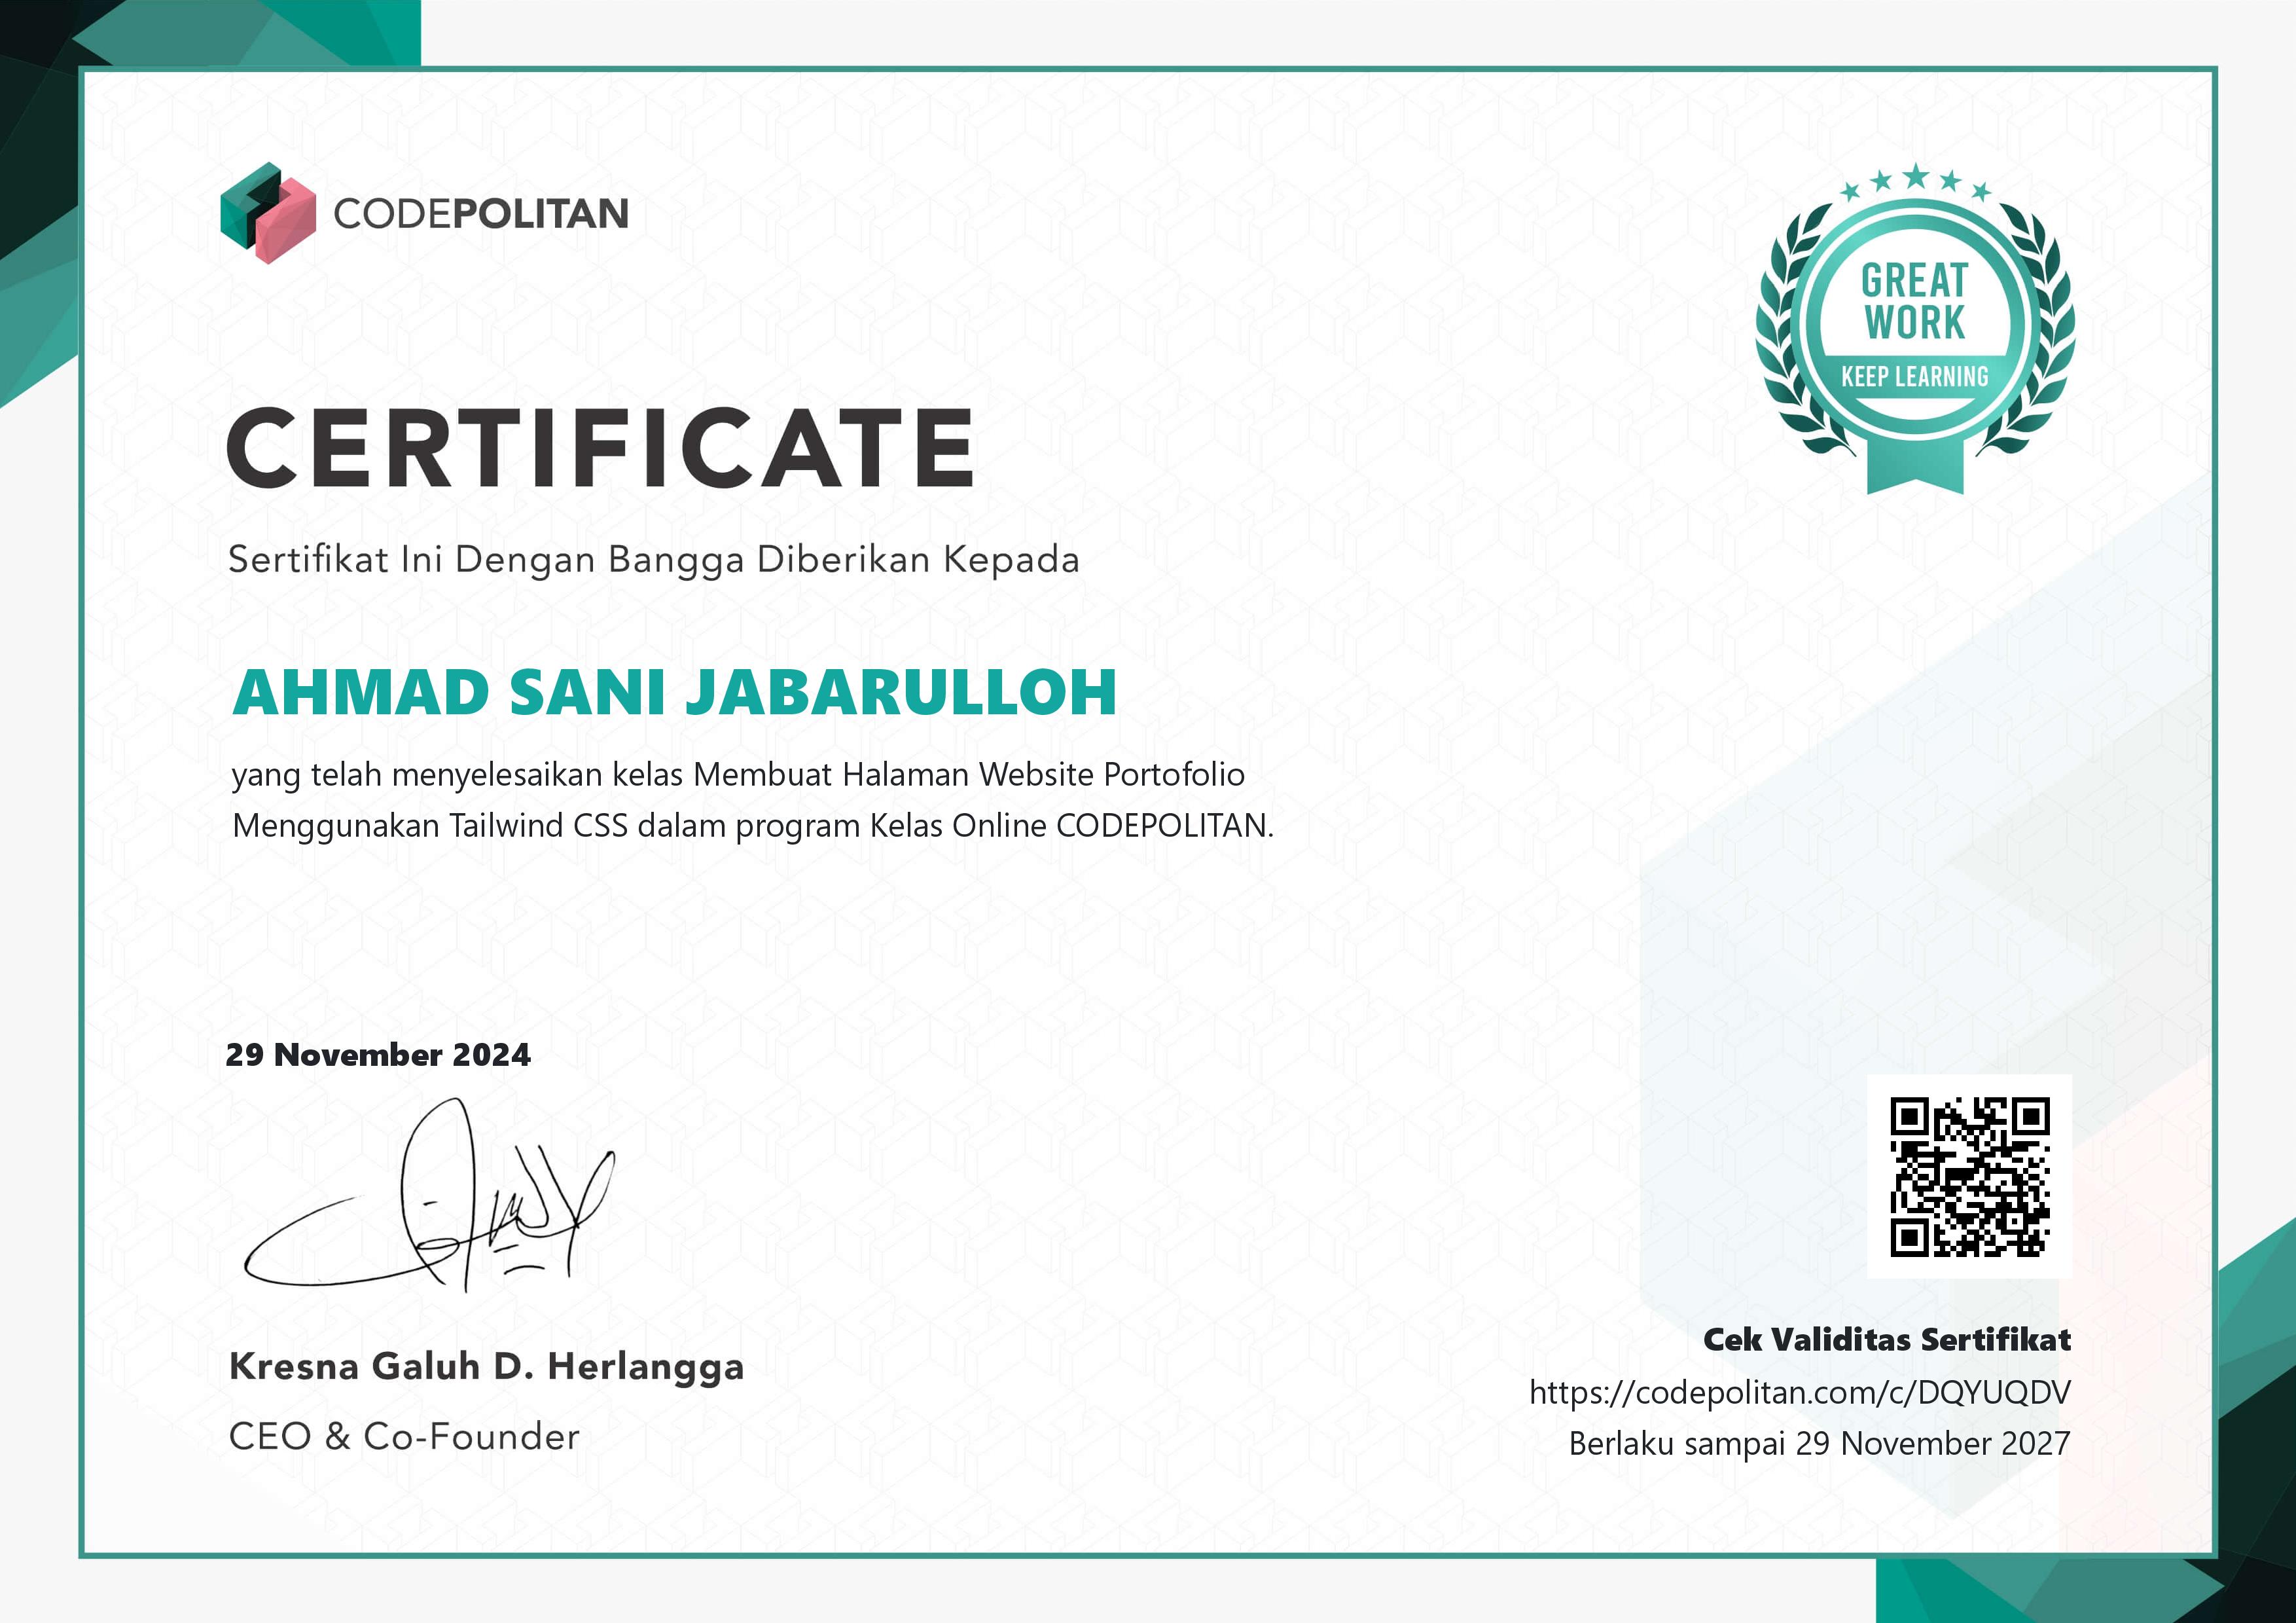 CODEPOLITAN
GREAT
WORK
KEEP LEARNING
CERTIFICATE
Sertifikat Ini Dengan Bangga Diberikan Kepada
AHMAD SANI JABARULLOH
yang telah menyelesaikan kelas Membuat Halaman Website Portofolio
Menggunakan Tailwind CSS dalam program Kelas Online CODEPOLITAN.
29 November 2024
Kresna Galuh D. Herlangga
CEO & Co-Founder
Cek Validitas Sertifikat
https://codepolitan.com/c/DQYUQDV
Berlaku sampai 29 November 2027